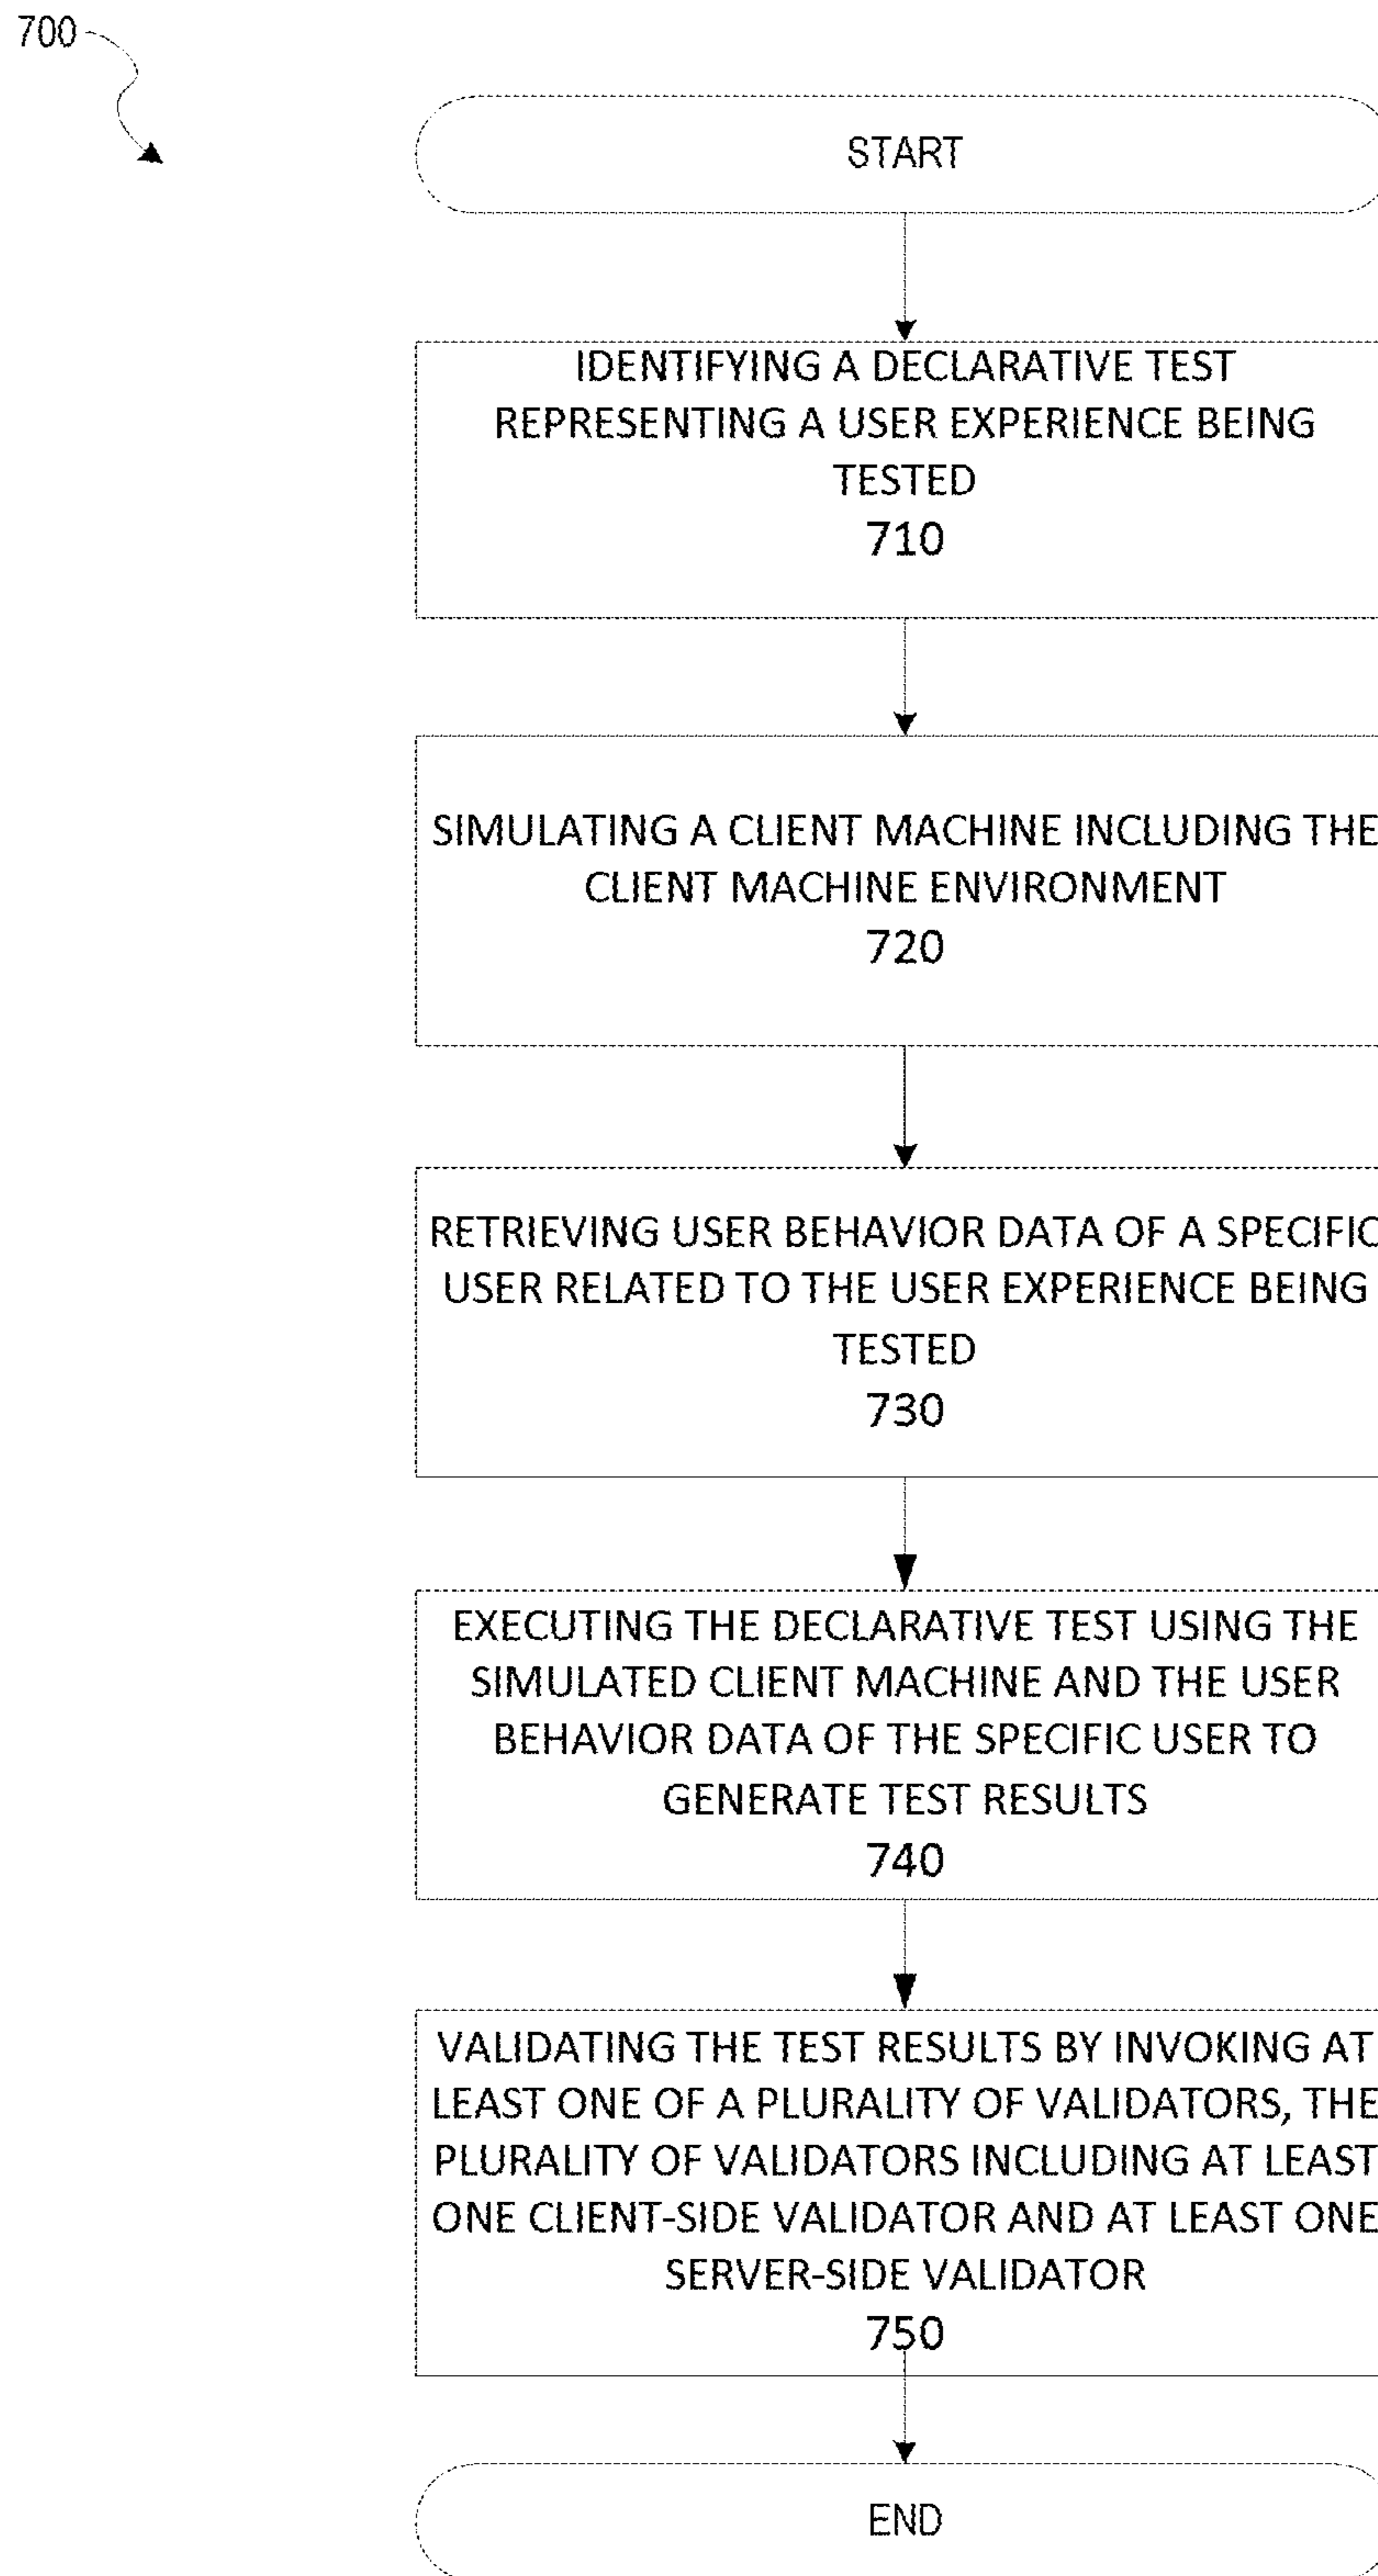 700
START
IDENTIFYING A DECLARATIVE TEST
REPRESENTING A USER EXPERIENCE BEING
TESTED
710
SIMULATING A CLIENT MACHINE INCLUDING THE
CLIENT MACHINE ENVIRONMENT
720
RETRIEVING USER BEHAVIOR DATA OF A SPECIFIC
USER RELATED TO THE USER EXPERIENCE BEING
TESTED
730
EXECUTING THE DECLARATIVE TEST USING THE
SIMULATED CLIENT MACHINE AND THE USER
BEHAVIOR DATA OF THE SPECIFIC USER TO
GENERATE TEST RESULTS
740
VALIDATING THE TEST RESULTS BY INVOKING AT
LEAST ONE OF A PLURALITY OF VALIDATORS, THE
PLURALITY OF VALIDATORS INCLUDING AT LEAST
ONE CLIENT-SIDE VALIDATOR AND AT LEAST ONE
SERVER-SIDE VALIDATOR
750
END